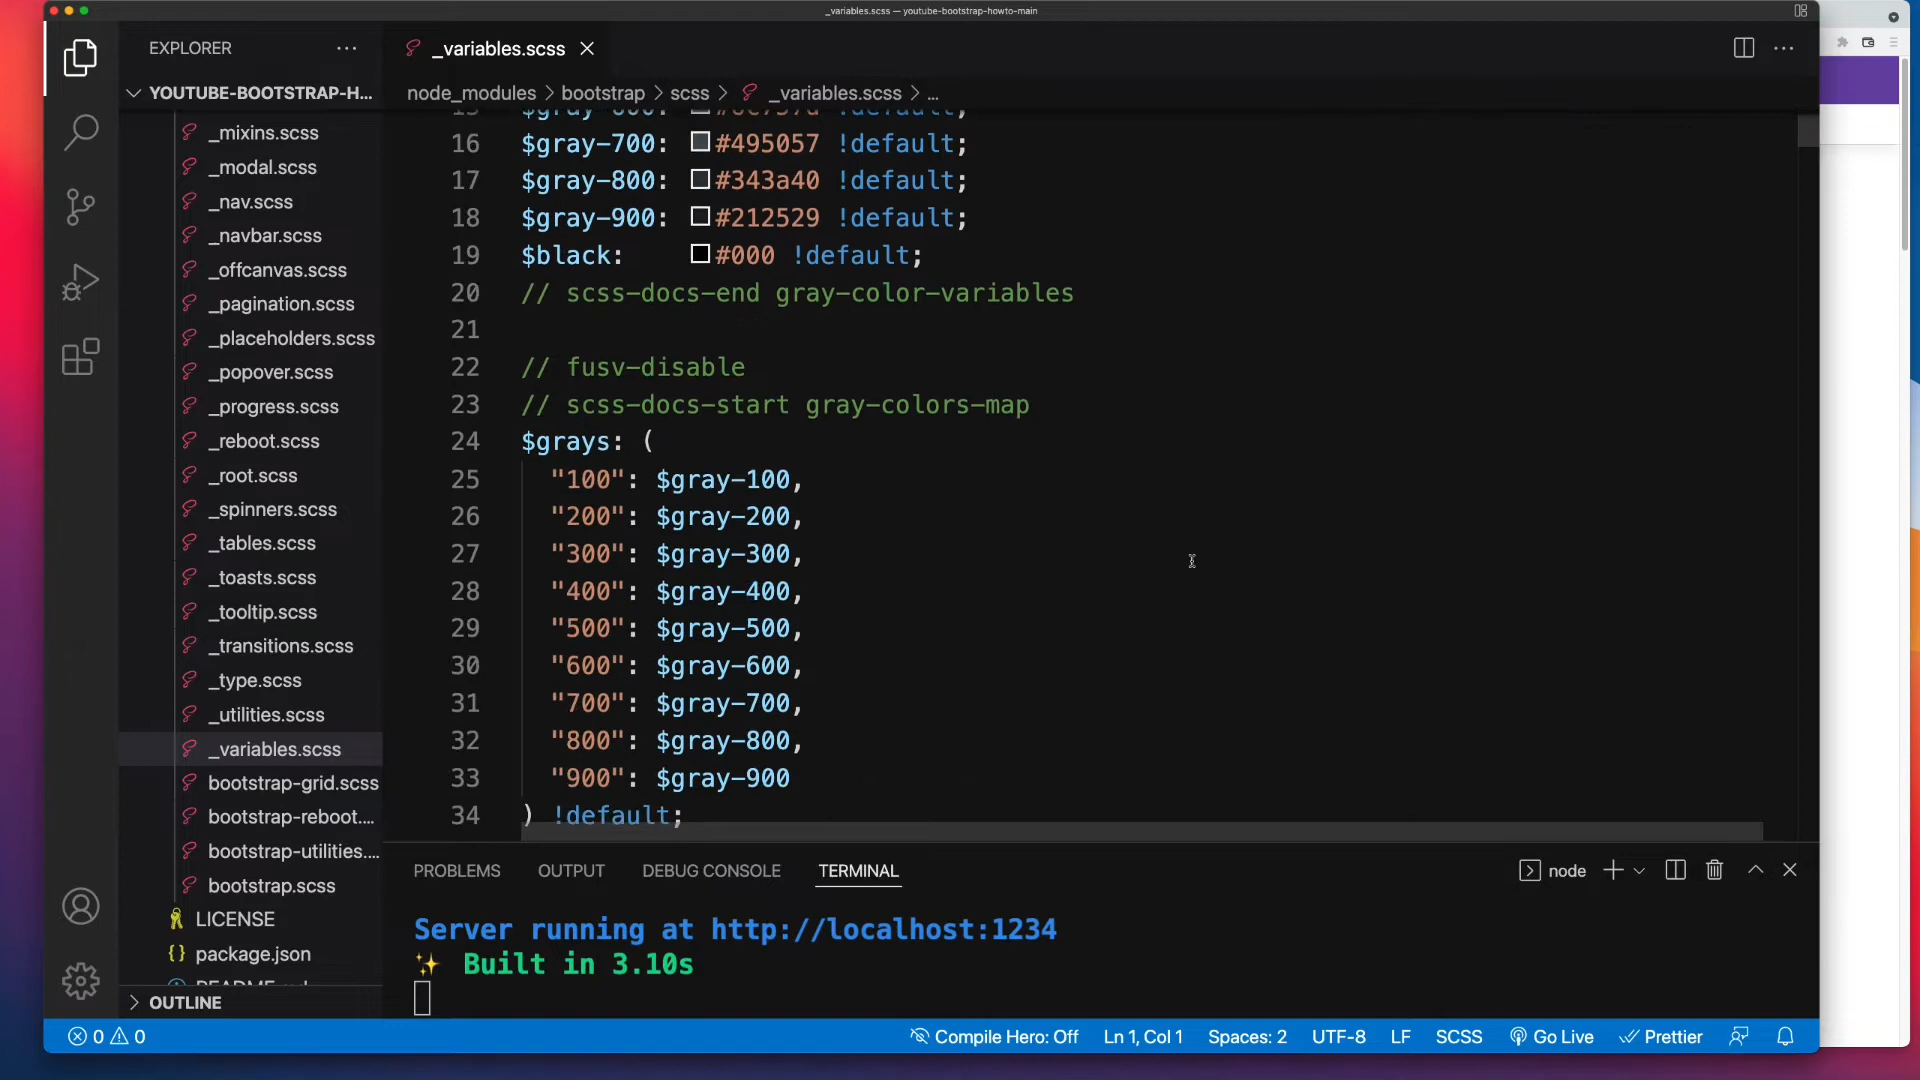 _variables.scss — youtube-bootstrap-howto-main
EXPLORER
YOUTUBE-BOOTSTRAP-H...
_mixins.scss
_modal.scss
_nav.scss
_navbar.scss
_offcanvas.scss
_pagination.scss
_placeholders.scss
_popover.scss
_progress.scss
_reboot.scss
_root.scss
_spinners.scss
_tables.scss
_toasts.scss
_tooltip.scss
_transitions.scss
_type.scss
_utilities.scss
_variables.scss
bootstrap-grid.scss
bootstrap-reboot....
bootstrap-utilities....
bootstrap.scss
LICENSE
{} package.json
OUTLINE
_variables.scss
node_modules > bootstrap > scss > _variables.scss > ...
16 $gray-700: #495057 !default;
17 $gray-800: #343a40 !default;
18 $gray-900: #212529 !default;
19 $black: #000 !default;
20 // scss-docs-end gray-color-variables
21
22 // fusv-disable
23 // scss-docs-start gray-colors-map
24 $grays: (
25 "100": $gray-100,
26 "200": $gray-200,
27 "300": $gray-300,
28 "400": $gray-400,
29 "500": $gray-500,
30 "600": $gray-600,
31 "700": $gray-700,
32 "800": $gray-800,
33 "900": $gray-900
34 ) !default;
PROBLEMS OUTPUT DEBUG CONSOLE TERMINAL node
Server running at http://localhost:1234
✨ Built in 3.10s
0 0 Compile Hero: Off Ln 1, Col 1 Spaces: 2 UTF-8 LF SCSS Go Live Prettier